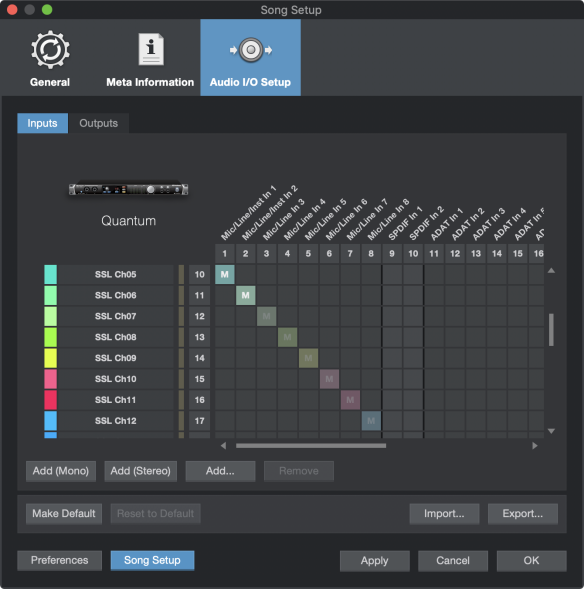 Song Setup
General
Meta Information
Audio I/O Setup
Inputs
Outputs
Quantum
Mic/Line/Inst In 1
Mic/Line/Inst In 2
Mic/Line In 3
Mic/Line In 4
Mic/Line In 5
Mic/Line In 6
Mic/Line In 7
Mic/Line In 8
SPDIF In 1
SPDIF In 2
ADAT In 1
ADAT In 2
ADAT In 3
ADAT In 4
ADAT In 5
1 2 3 4 5 6 7 8 9 10 11 12 13 14 15 16
SSL Ch05 10 M
SSL Ch06 11 M
SSL Ch07 12 M
SSL Ch08 13 M
SSL Ch09 14 M
SSL Ch10 15 M
SSL Ch11 16 M
SSL Ch12 17 M
Add (Mono)
Add (Stereo)
Add...
Remove
Make Default
Reset to Default
Import...
Export...
Preferences
Song Setup
Apply
Cancel
OK